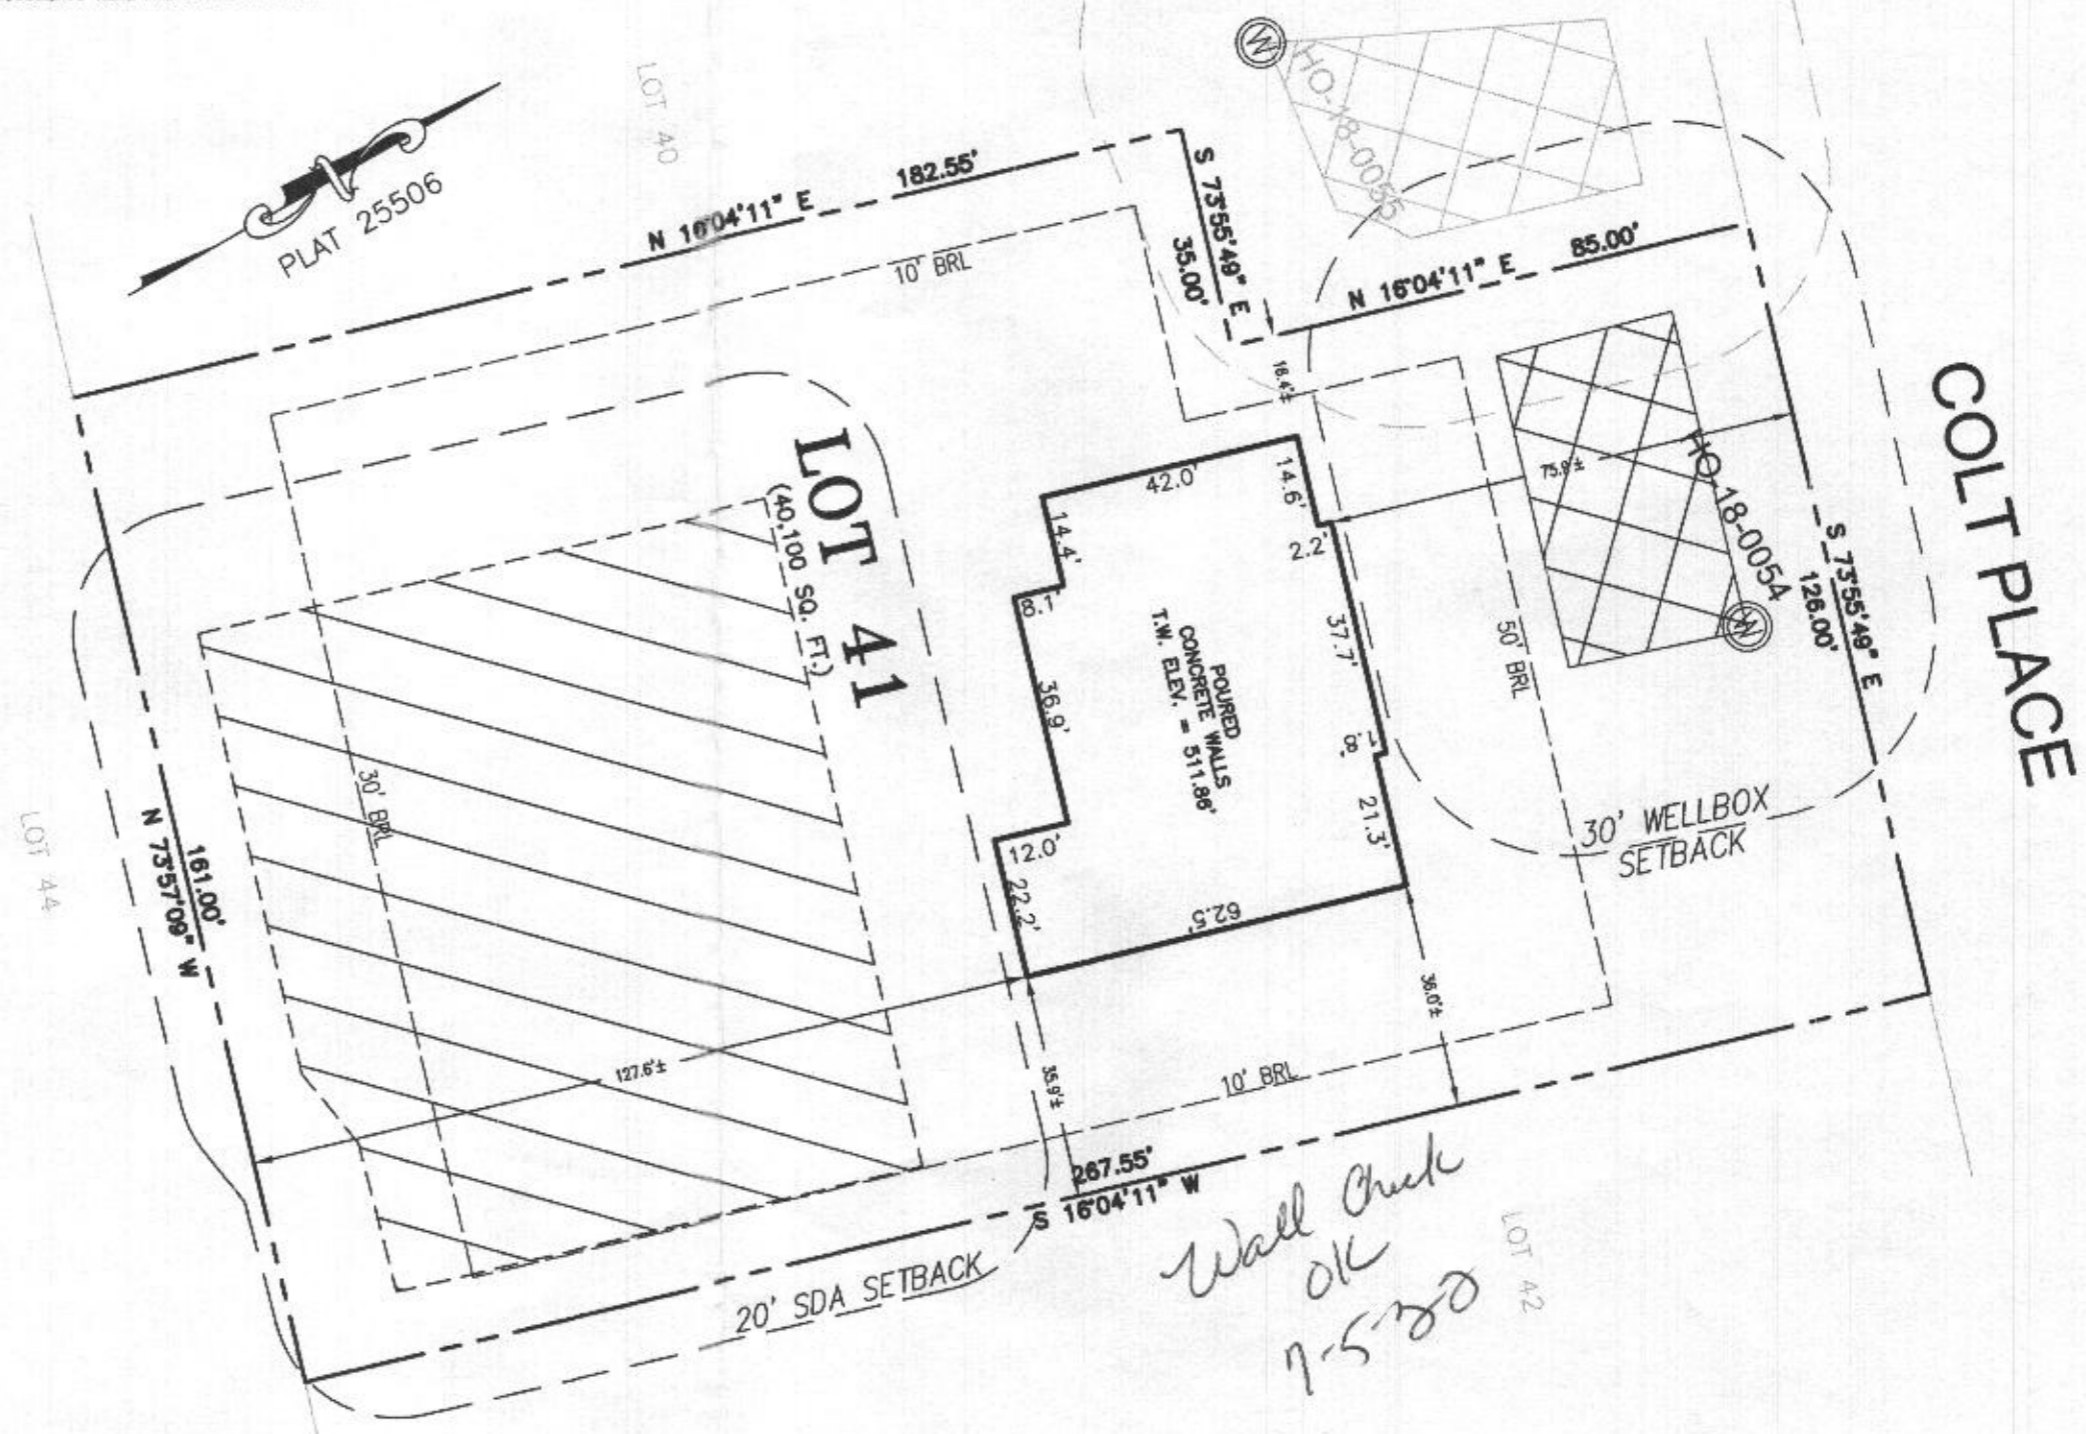 PLAT 25506
LOT 40
N 16°04'11" E
182.55'
10' BRL
S 73°55'49" E
35.00'
HO-18-0055
N 16°04'11" E
85.00'
18.4'±
COLT PLACE
S 73°55'49" E
126.00'
HO-18-0054
75.9'±
50' BRL
30' WELLBOX
SETBACK
LOT 41
(40,100 SQ. FT.)
42.0'
14.6'
2.2'
37.7'
.8'
21.3'
62.5'
22.2'
12.0'
36.9'
8.1'
14.4'
POURED
CONCRETE WALLS
T.W. ELEV. = 511.86'
36.0'±
35.9'±
127.6'±
30' BRL
10' BRL
161.00'
N 73°57'09" W
LOT 44
267.55'
S 16°04'11" W
20' SDA SETBACK
LOT 42
Wall Check
OK